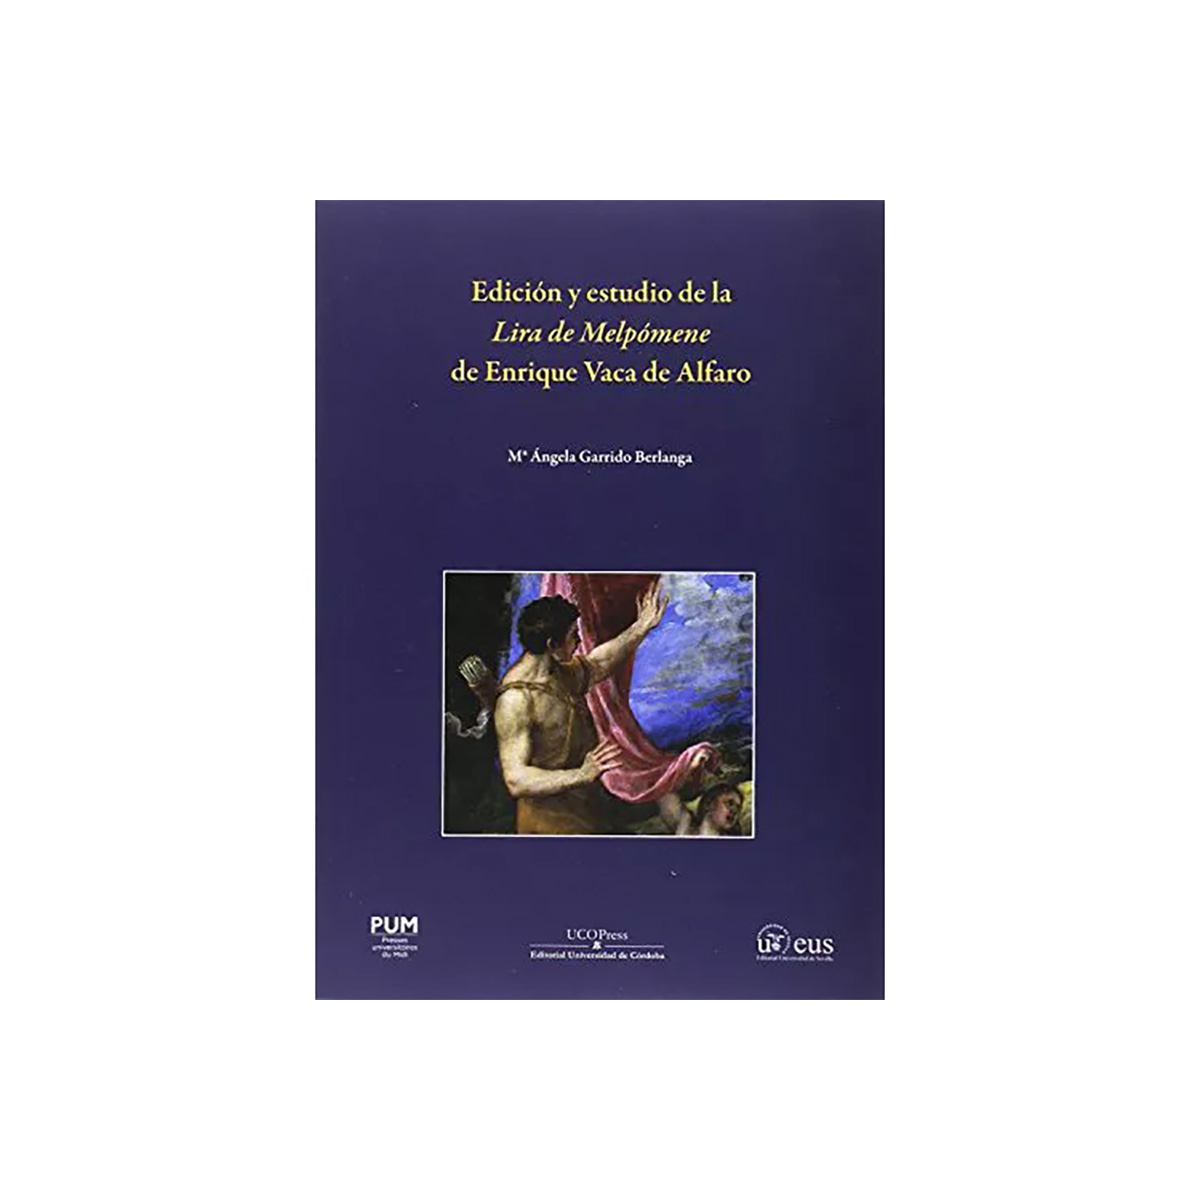 Edición y estudio de la
Lira de Melpómene
de Enrique Vaca de Alfaro
Mª Ángela Garrido Berlanga
PUM
Presses
universitaires
du Midi
UCOPress
Editorial Universidad de Córdoba
eus
Editorial Universidad de Sevilla